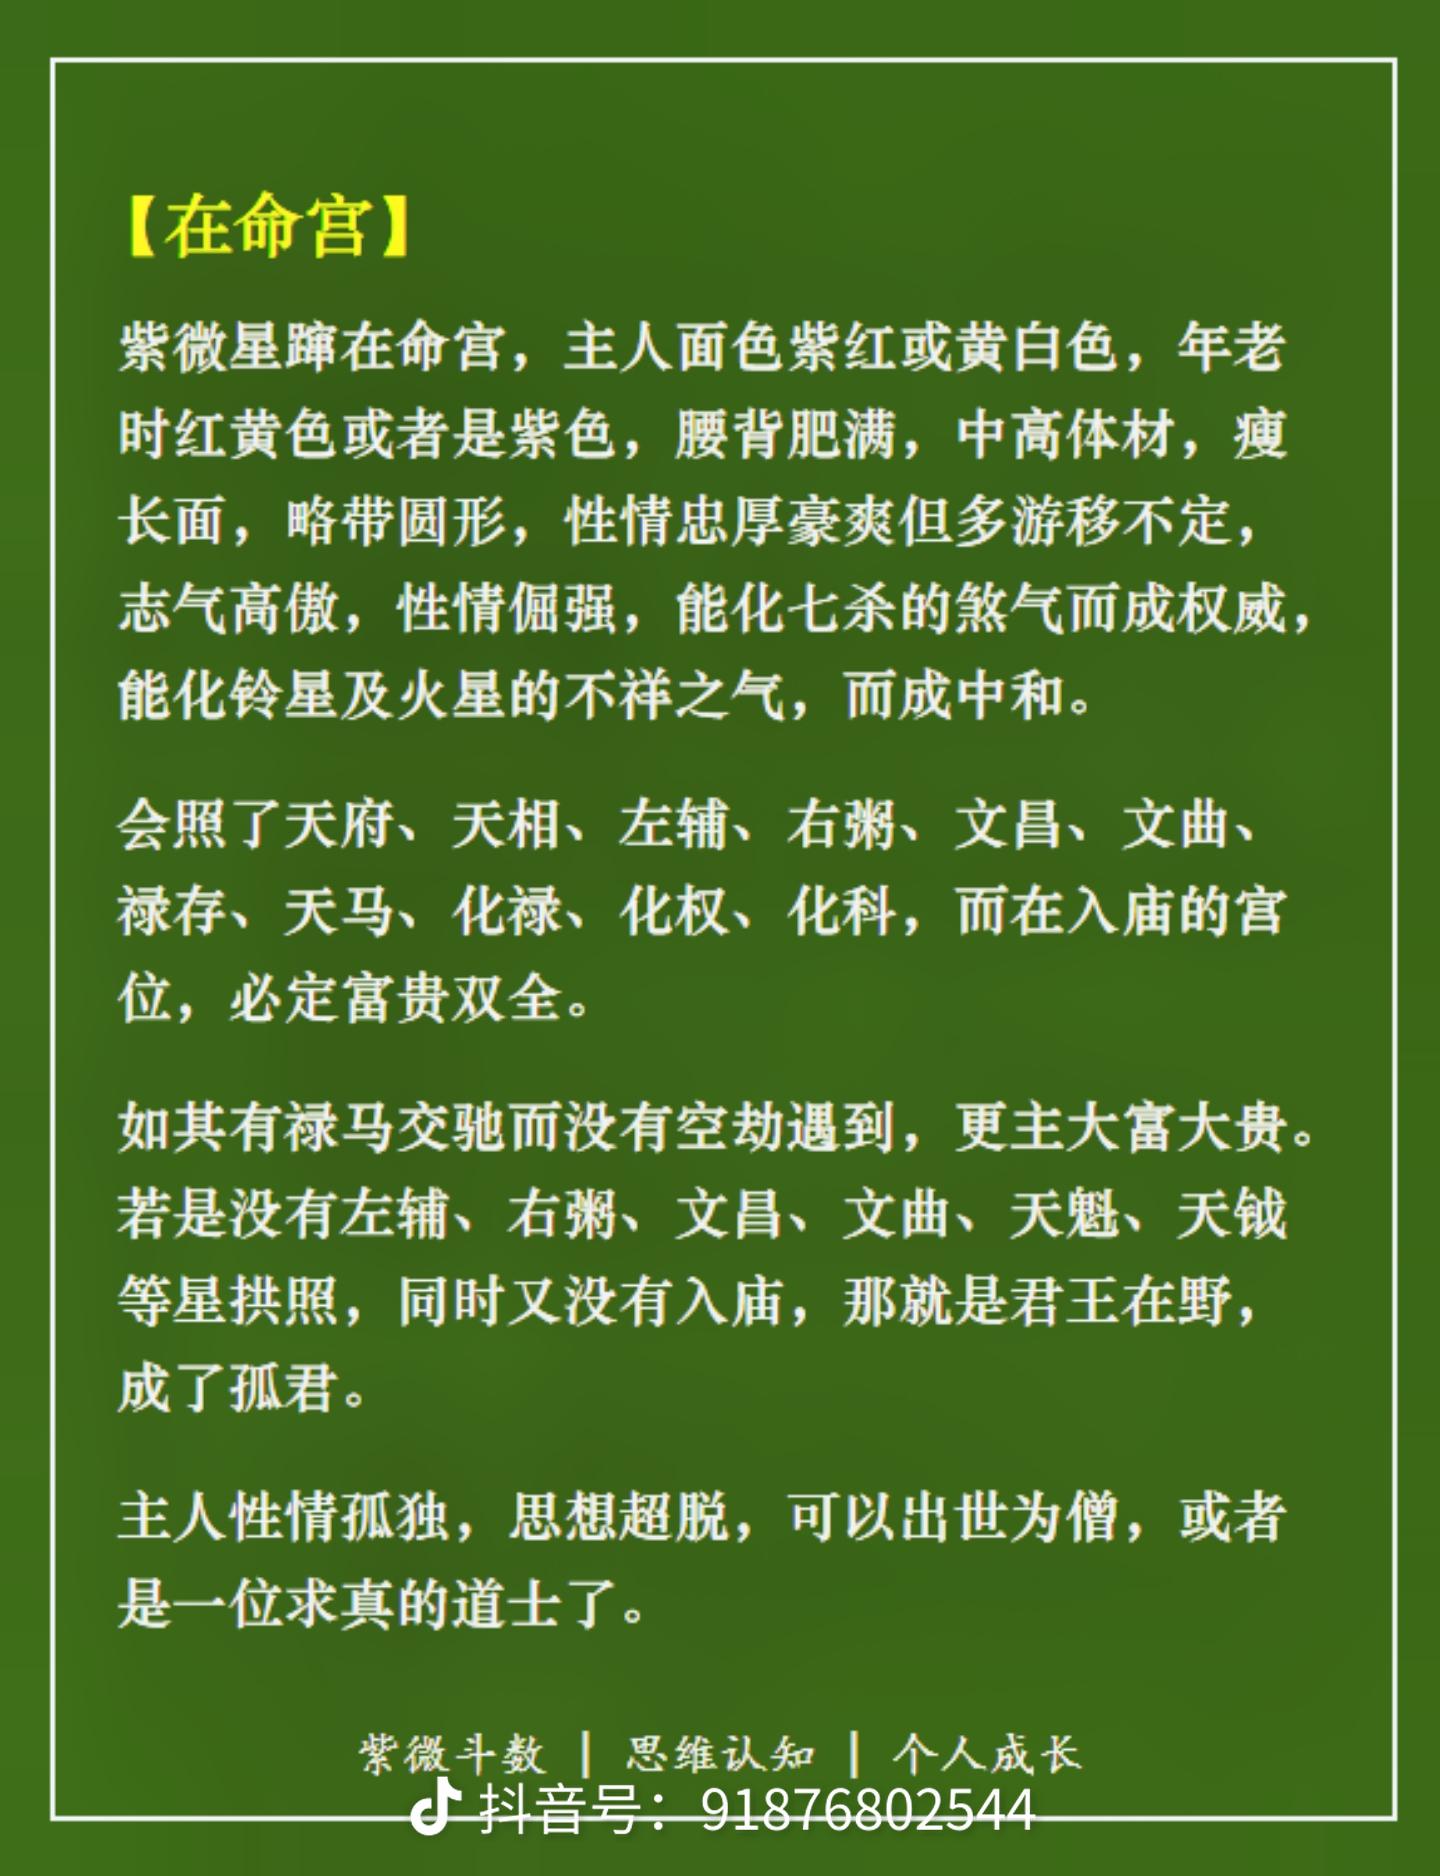 【在命宫】
紫微星躔在命宫，主人面色紫红或黄白色，年老
时红黄色或者是紫色，腰背肥满，中高体材，瘦
长面，略带圆形，性情忠厚豪爽但多游移不定，
志气高傲，性情倔强，能化七杀的煞气而成权威，
能化铃星及火星的不祥之气，而成中和。
会照了天府、天相、左辅、右粥、文昌、文曲、
禄存、天马、化禄、化权、化科，而在入庙的宫
位，必定富贵双全。
如其有禄马交驰而没有空劫遇到，更主大富大贵。
若是没有左辅、右粥、文昌、文曲、天魁、天钺
等星拱照，同时又没有入庙，那就是君王在野，
成了孤君。
主人性情孤独，思想超脱，可以出世为僧，或者
是一位求真的道士了。
紫微斗数 | 思维认知 | 个人成长
抖音号：91876802544